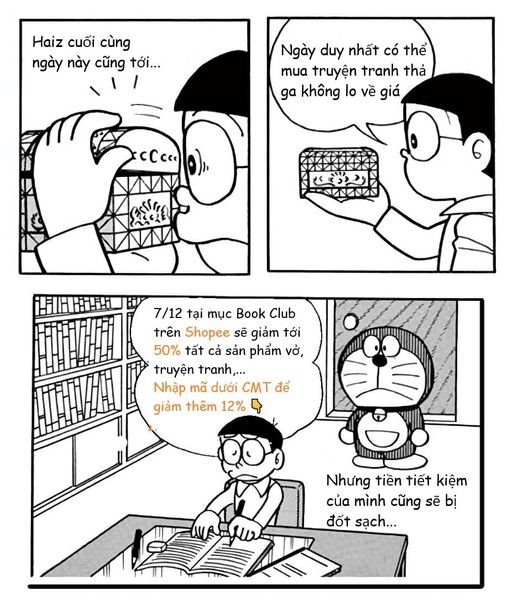 Haiz cuối cùng
ngày này cũng tới...
Ngày duy nhất có thể
mua truyện tranh thả
ga không lo về giá
7/12 tại mục Book Club
trên Shopee sẽ giảm tới
50% tất cả sản phẩm vở,
truyện tranh,...
Nhập mã dưới CMT để
giảm thêm 12% 👇
Nhưng tiền tiết kiệm
của mình cũng sẽ bị
đốt sạch...